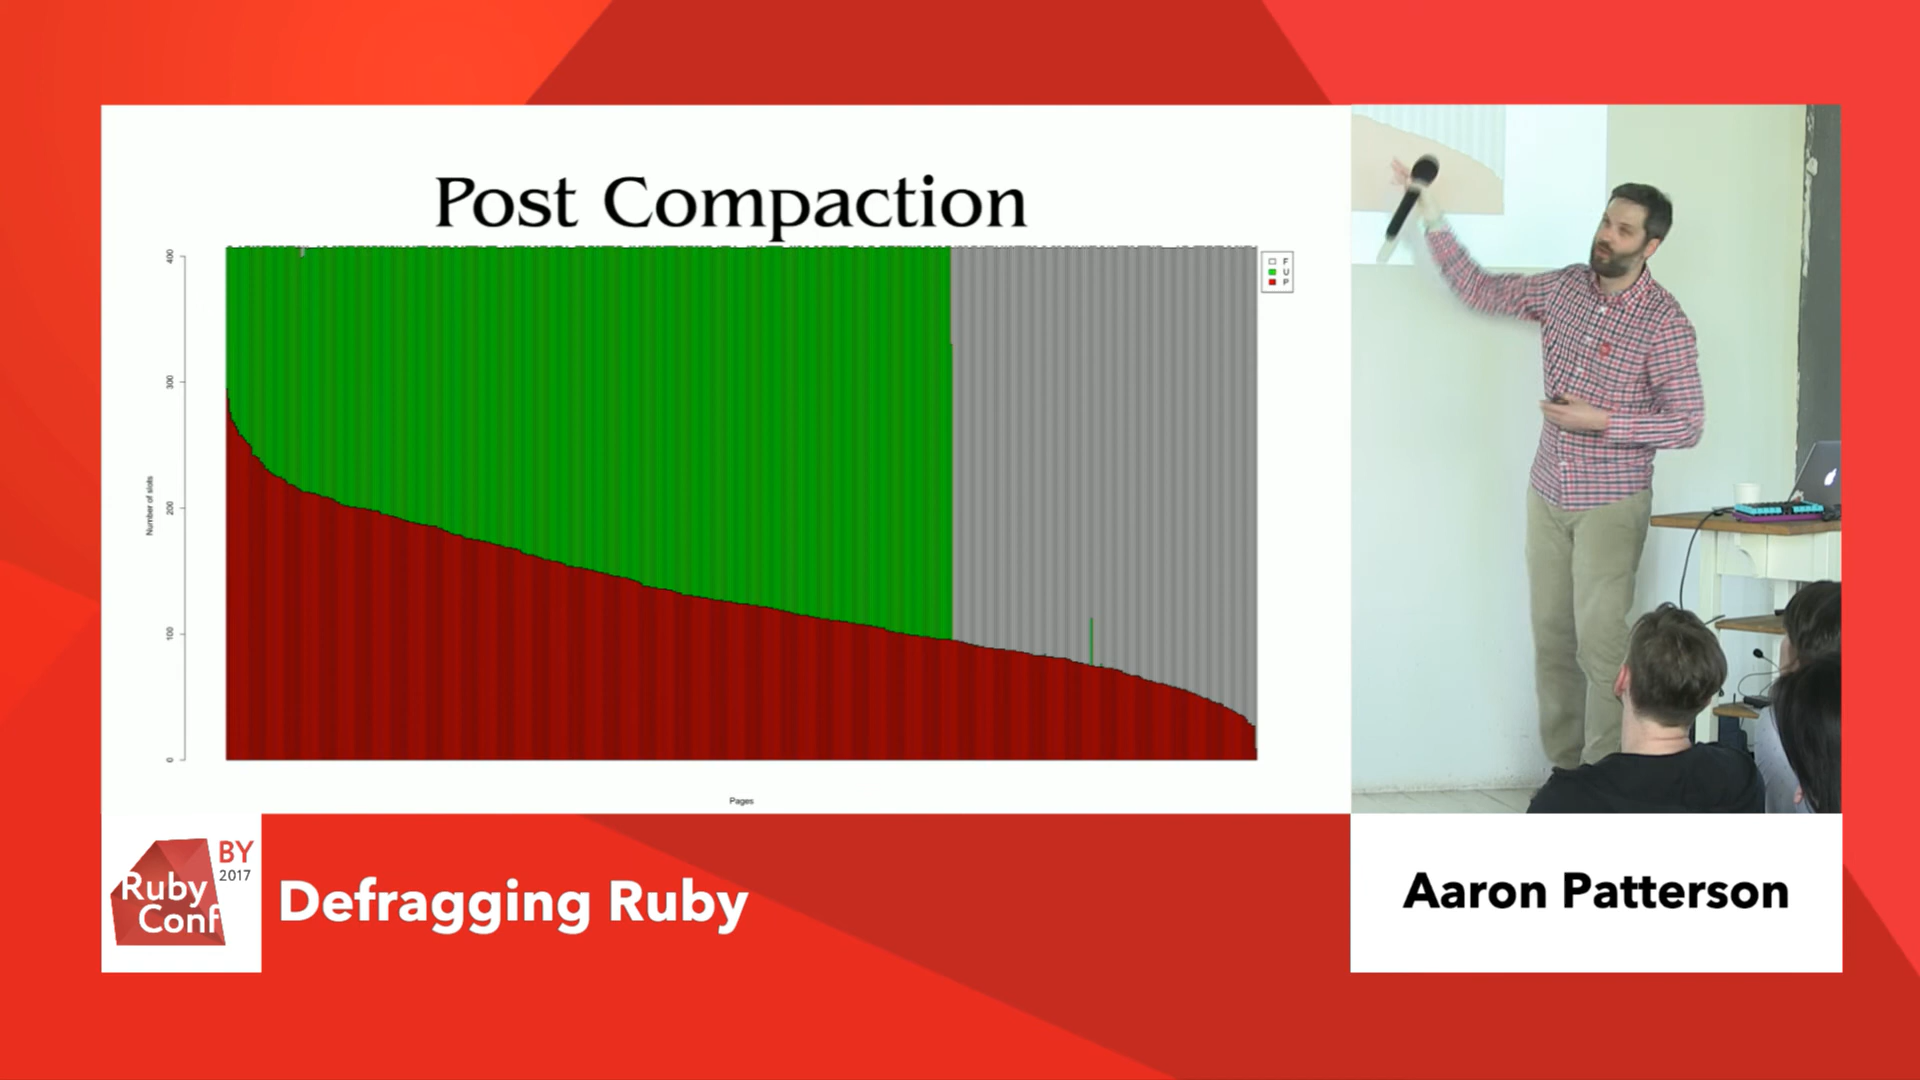 Post Compaction
400
300
200
100
0
Number of slots
F
U
P
Pages
Ruby
Conf
BY
2017
Defragging Ruby
Aaron Patterson